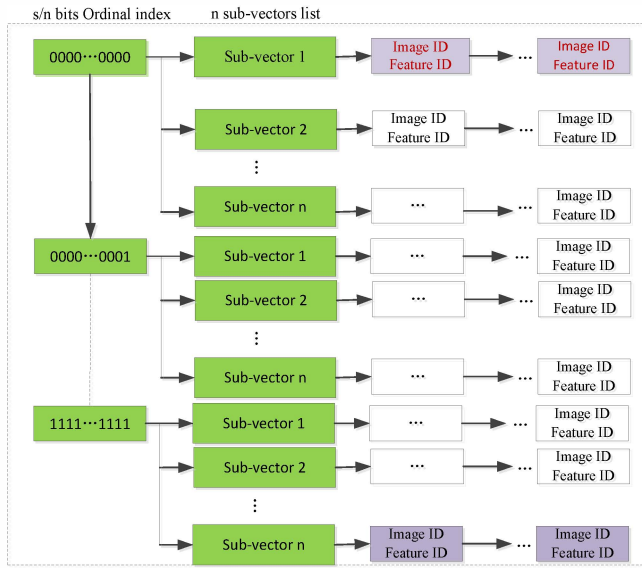 s/n bits Ordinal index n sub-vectors list
0000⋯0000 Sub-vector 1 Image ID ... Image ID
Feature ID Feature ID
Sub-vector 2 Image ID ... Image ID
Feature ID Feature ID
⋮
Sub-vector n ... ... Image ID
Feature ID
0000⋯0001 Sub-vector 1 ... ... Image ID
Feature ID
Sub-vector 2 ... ... Image ID
Feature ID
⋮
Sub-vector n ... ... Image ID
Feature ID
1111⋯1111 Sub-vector 1 ... ... Image ID
Feature ID
Sub-vector 2 ... ... Image ID
Feature ID
⋮
Sub-vector n Image ID ... Image ID
Feature ID Feature ID